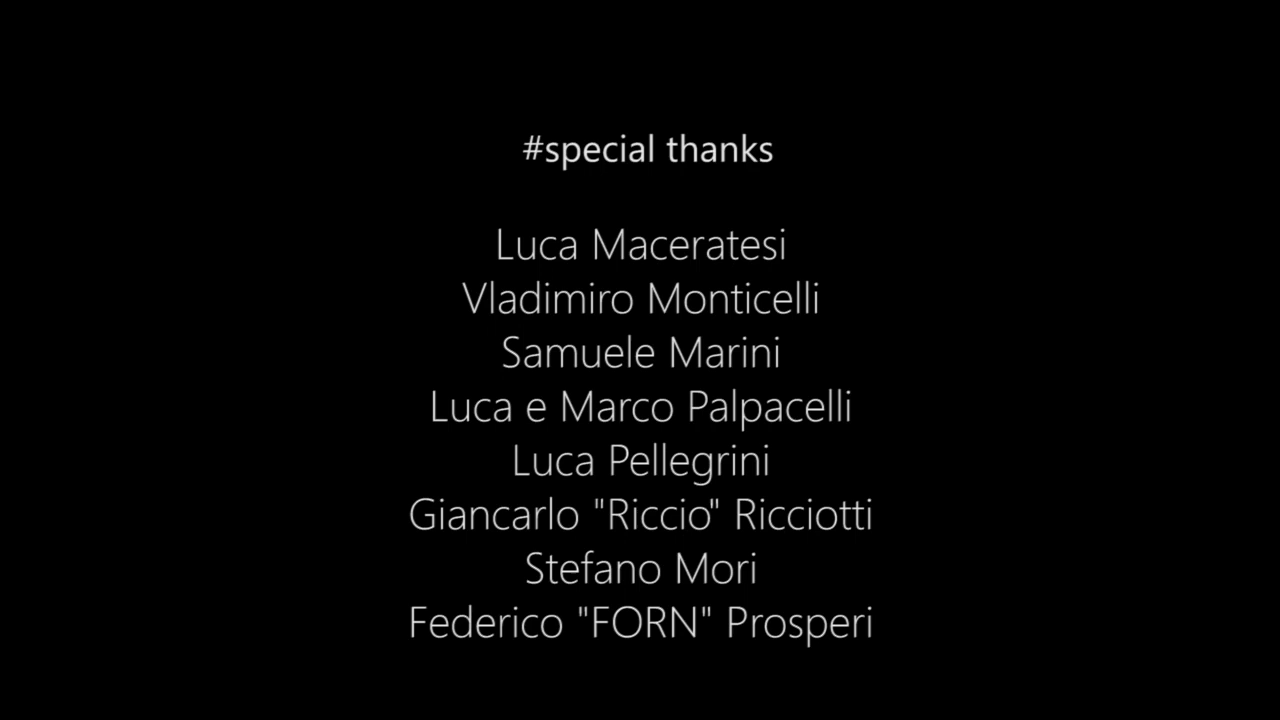 #special thanks
Luca Maceratesi
Vladimiro Monticelli
Samuele Marini
Luca e Marco Palpacelli
Luca Pellegrini
Giancarlo "Riccio" Ricciotti
Stefano Mori
Federico "FORN" Prosperi